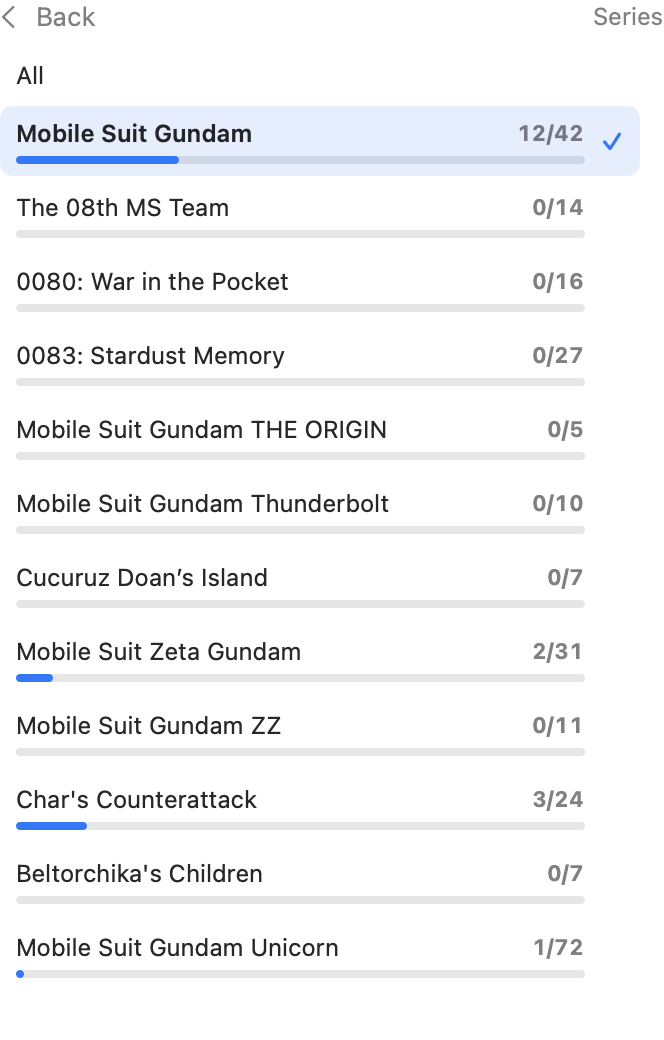 Back Series
All
Mobile Suit Gundam 12/42
The 08th MS Team 0/14
0080: War in the Pocket 0/16
0083: Stardust Memory 0/27
Mobile Suit Gundam THE ORIGIN 0/5
Mobile Suit Gundam Thunderbolt 0/10
Cucuruz Doan’s Island 0/7
Mobile Suit Zeta Gundam 2/31
Mobile Suit Gundam ZZ 0/11
Char's Counterattack 3/24
Beltorchika's Children 0/7
Mobile Suit Gundam Unicorn 1/72